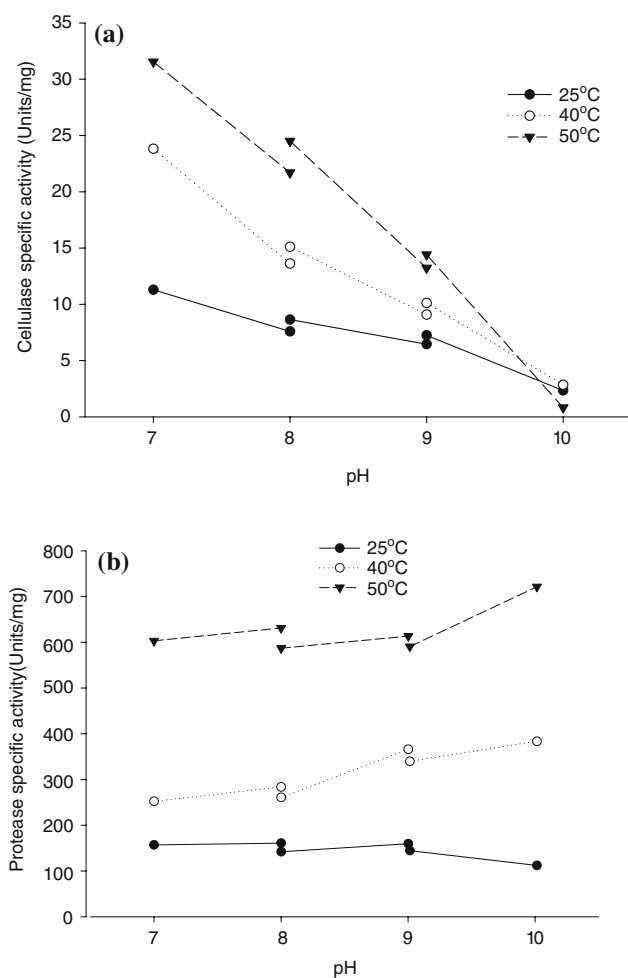 (a)
Cellulase specific activity (Units/mg)
35
30
25
20
15
10
5
0
25°C
40°C
50°C
7 8 9 10
pH
(b)
Protease specific activity(Units/mg)
800
700
600
500
400
300
200
100
0
25°C
40°C
50°C
7 8 9 10
pH